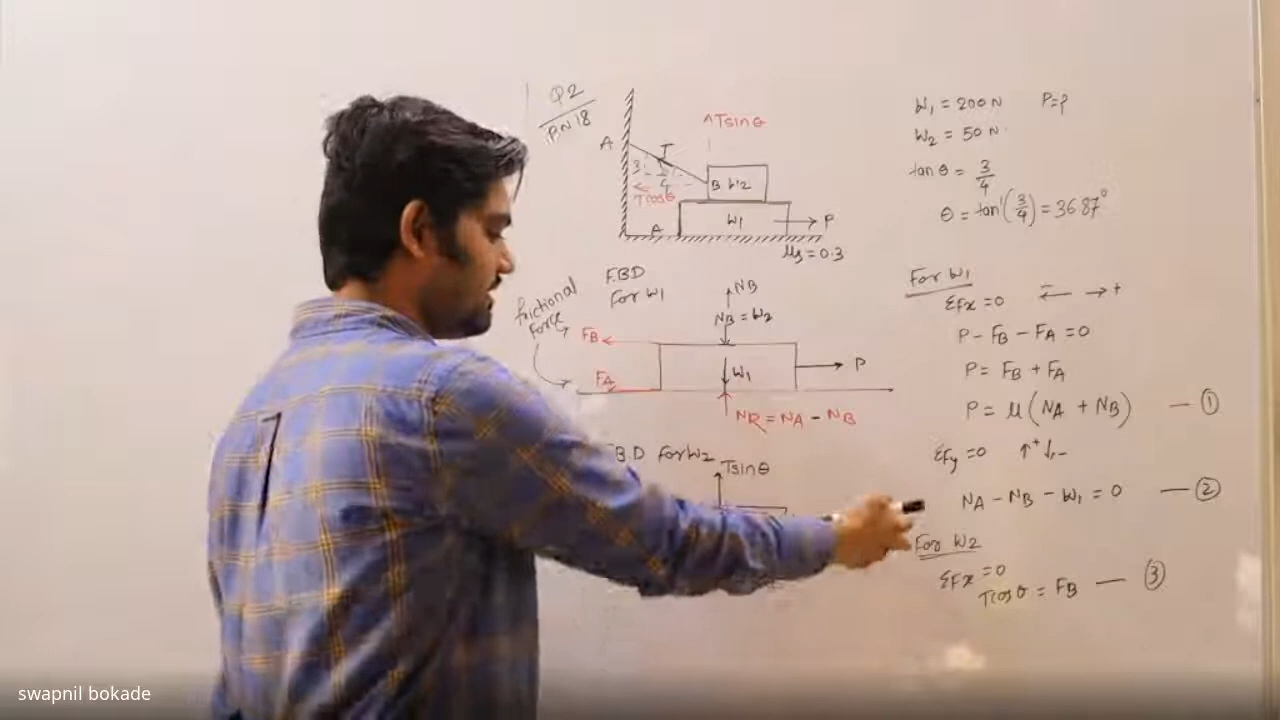 Q2
P.N 18
A
T
3
4
Tcosθ
Tsinθ
B W2
W1
P
A
μs = 0.3
F.BD
For W1
frictional
Force
NB
NB = W2
FB
FA
W1
P
NR = NA - NB
B.D For W2
Tsinθ
W1 = 200 N P=?
W2 = 50 N
tan θ = 3/4
θ = tan⁻¹(3/4) = 36.87°
For W1
ΣFx = 0 - +
P - FB - FA = 0
P = FB + FA
P = μ (NA + NB) — ①
ΣFy = 0 ↑+ ↓-
NA - NB - W1 = 0 — ②
For W2
ΣFx = 0
Tcosθ = FB — ③
swapnil bokade